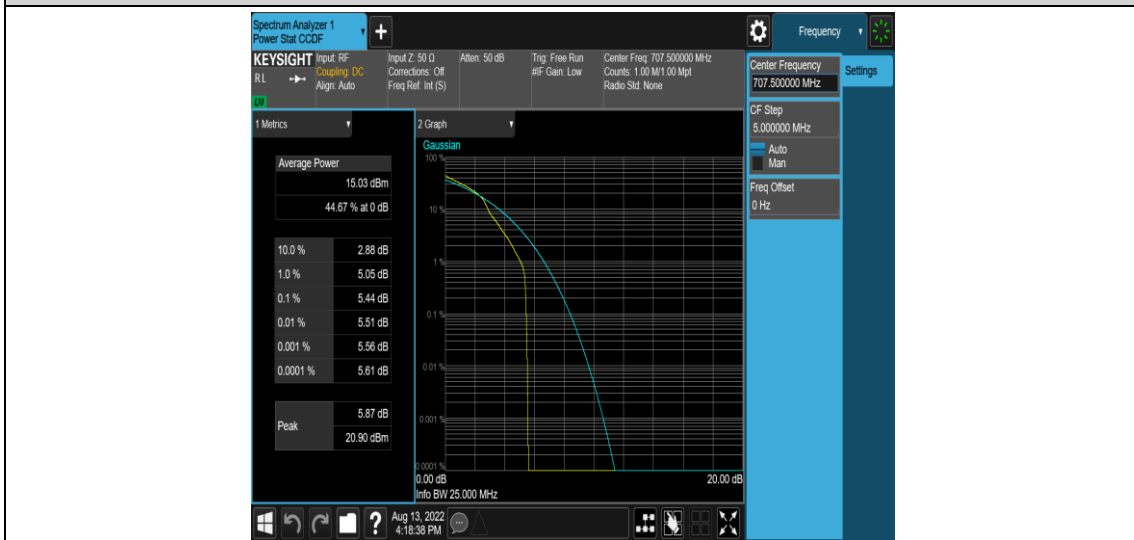 Spectrum Analyzer 1
Power Stat CCDF
Frequency
KEYSIGHT
RL
Input: RF
Coupling: DC
Align: Auto
Input Z: 50 Ω
Corrections: Off
Freq Ref: Int (S)
Atten: 50 dB
Trig: Free Run
#IF Gain: Low
Center Freq: 707.500000 MHz
Counts: 1.00 M/1.00 Mpt
Radio Std: None
Center Frequency
707.500000 MHz
Settings
CF Step
5.000000 MHz
Auto
Man
Freq Offset
0 Hz
1 Metrics
Average Power
15.03 dBm
44.67 % at 0 dB
10.0 % 2.88 dB
1.0 % 5.05 dB
0.1 % 5.44 dB
0.01 % 5.51 dB
0.001 % 5.56 dB
0.0001 % 5.61 dB
Peak
5.87 dB
20.90 dBm
2 Graph
Gaussian
100 %
10 %
1 %
0.1 %
0.01 %
0.001 %
0.0001 %
0.00 dB 20.00 dB
Info BW 25.000 MHz
? Aug 13, 2022
4:18:38 PM